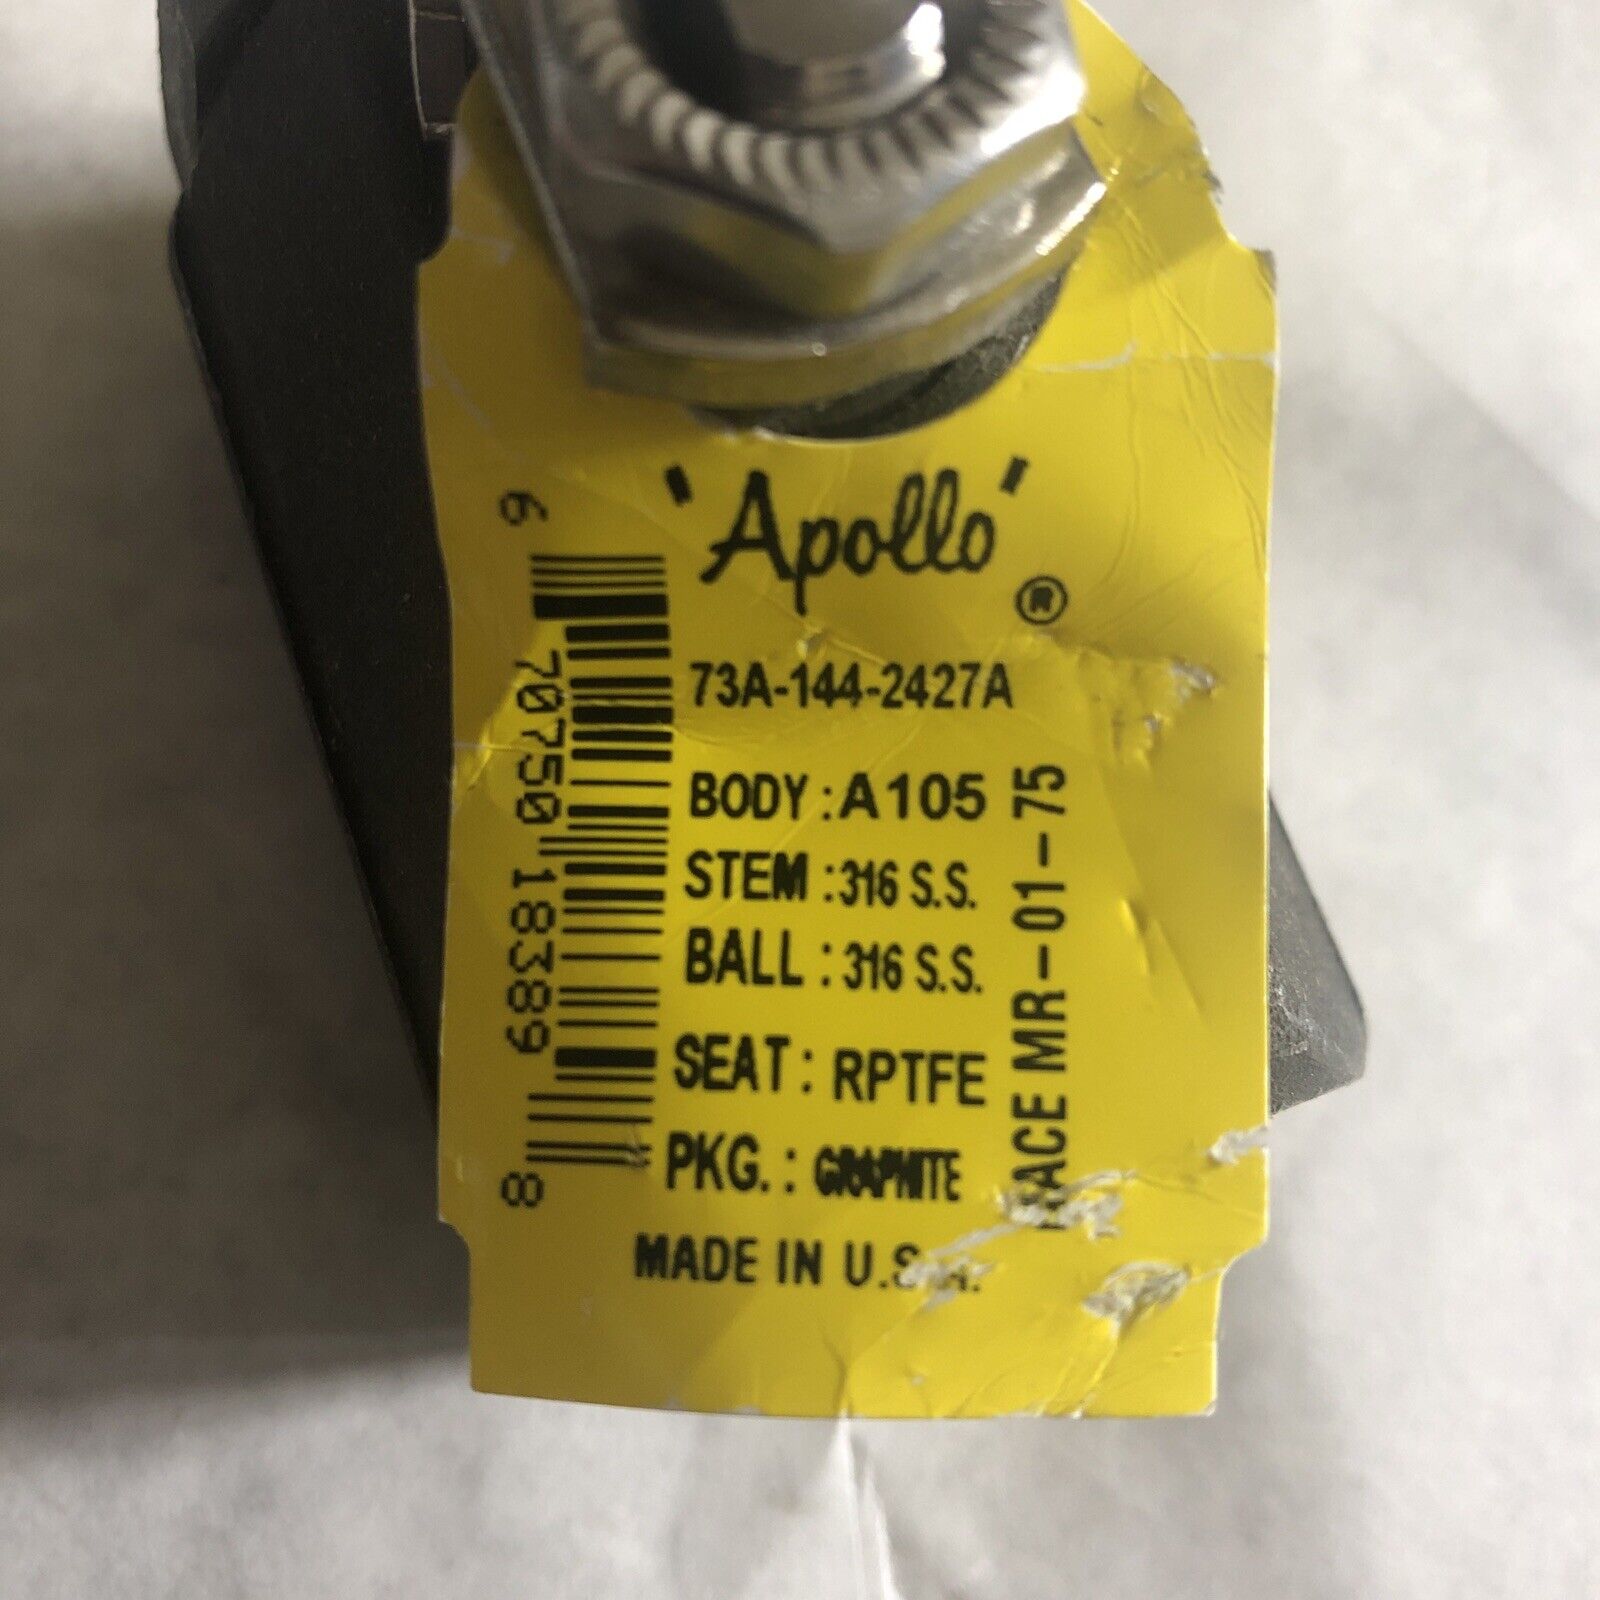 'Apollo'®
73A-144-2427A
BODY : A105
STEM : 316 S.S.
BALL : 316 S.S.
SEAT : RPTFE
PKG. : GRAPHITE
MADE IN U.S.A.
NACE MR-01-75
6 70750 18389 8